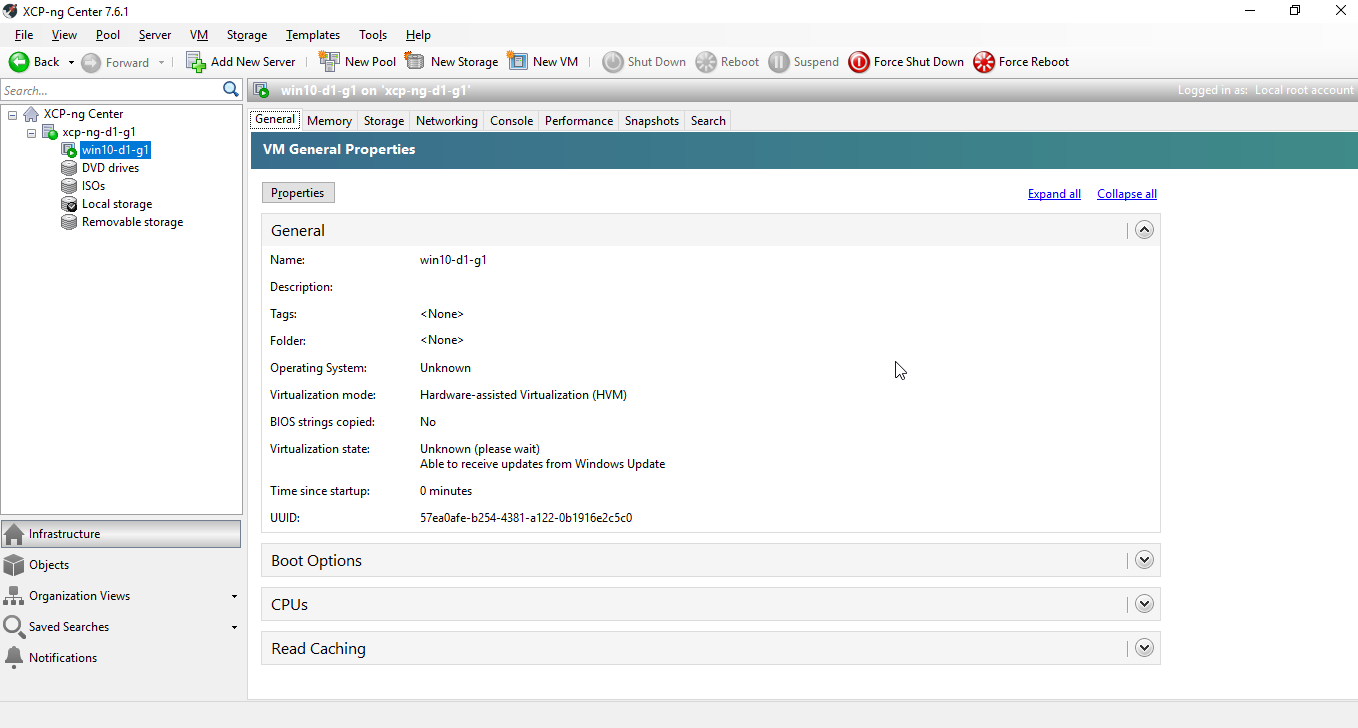 XCP-ng Center 7.6.1
File View Pool Server VM Storage Templates Tools Help
Back Forward Add New Server New Pool New Storage New VM Shut Down Reboot Suspend Force Shut Down Force Reboot
Search...
win10-d1-g1 on 'xcp-ng-d1-g1' Logged in as: Local root account
XCP-ng Center
xcp-ng-d1-g1
win10-d1-g1
DVD drives
ISOs
Local storage
Removable storage
Infrastructure
Objects
Organization Views
Saved Searches
Notifications
General Memory Storage Networking Console Performance Snapshots Search
VM General Properties
Properties Expand all Collapse all
General
Name: win10-d1-g1
Description:
Tags: <None>
Folder: <None>
Operating System: Unknown
Virtualization mode: Hardware-assisted Virtualization (HVM)
BIOS strings copied: No
Virtualization state: Unknown (please wait)
Able to receive updates from Windows Update
Time since startup: 0 minutes
UUID: 57ea0afe-b254-4381-a122-0b1916e2c5c0
Boot Options
CPUs
Read Caching